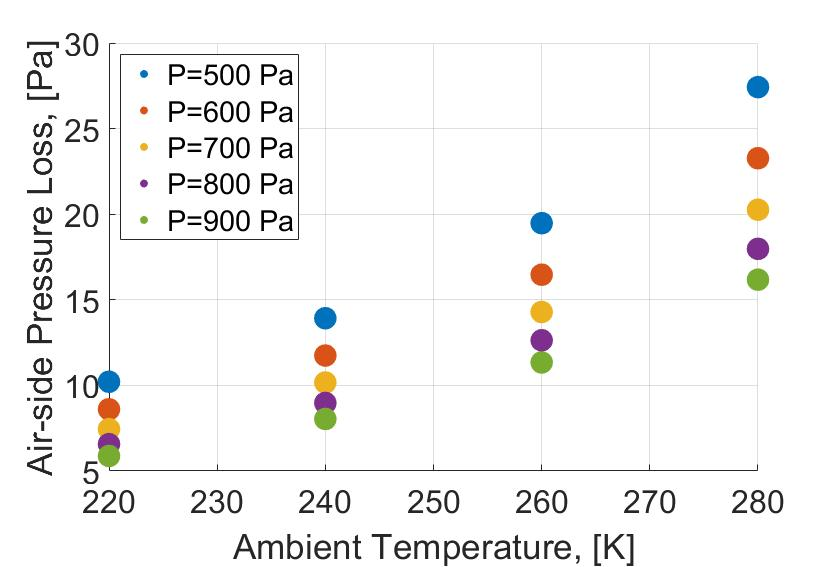 Air-side Pressure Loss, [Pa]
30
25
20
15
10
5
P=500 Pa
P=600 Pa
P=700 Pa
P=800 Pa
P=900 Pa
220 230 240 250 260 270 280
Ambient Temperature, [K]